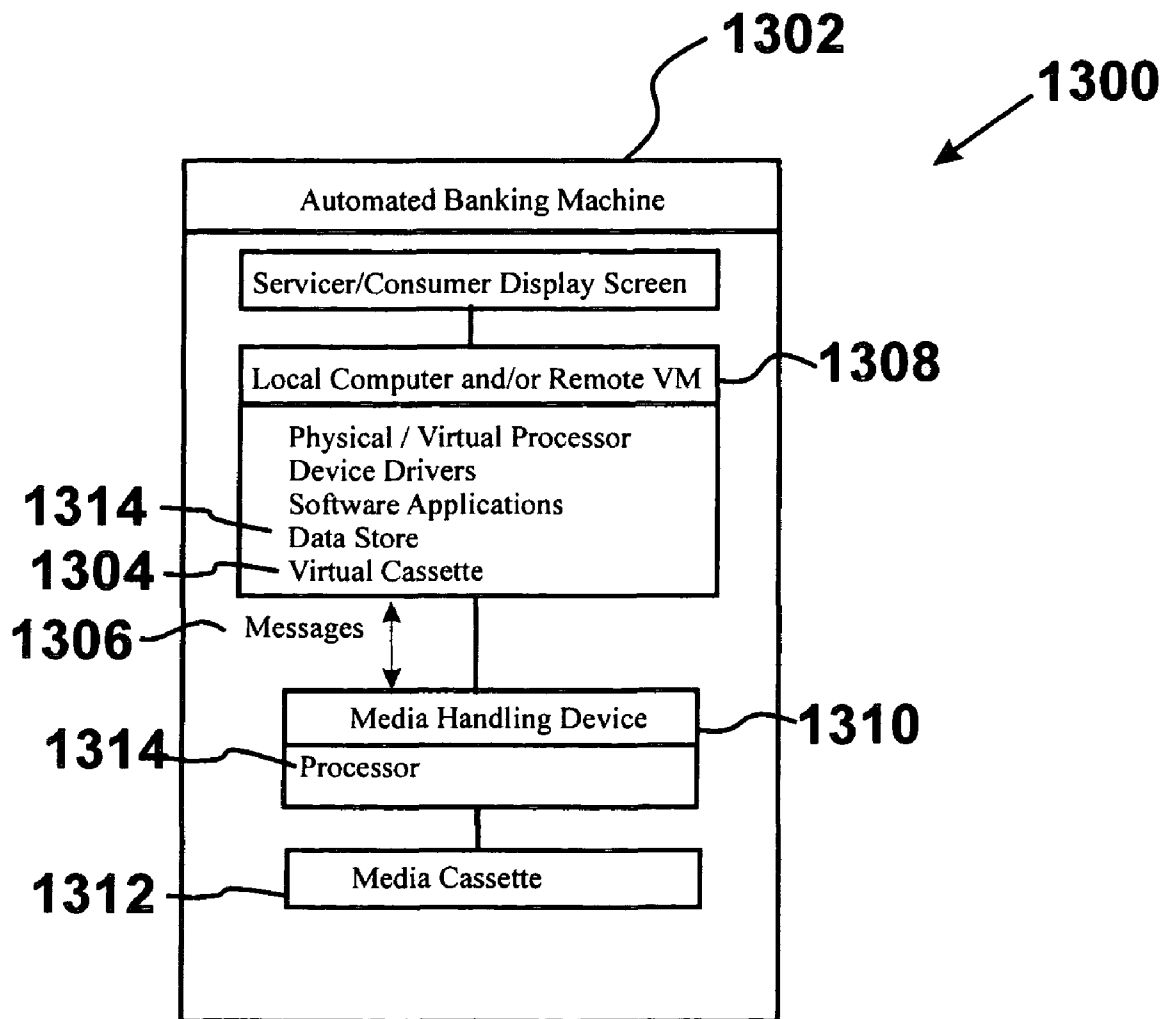 1302
1300
Automated Banking Machine
Servicer/Consumer Display Screen
Local Computer and/or Remote VM
1308
Physical / Virtual Processor
Device Drivers
Software Applications
1314
Data Store
1304
Virtual Cassette
1306
Messages
Media Handling Device
1310
1314
Processor
1312
Media Cassette